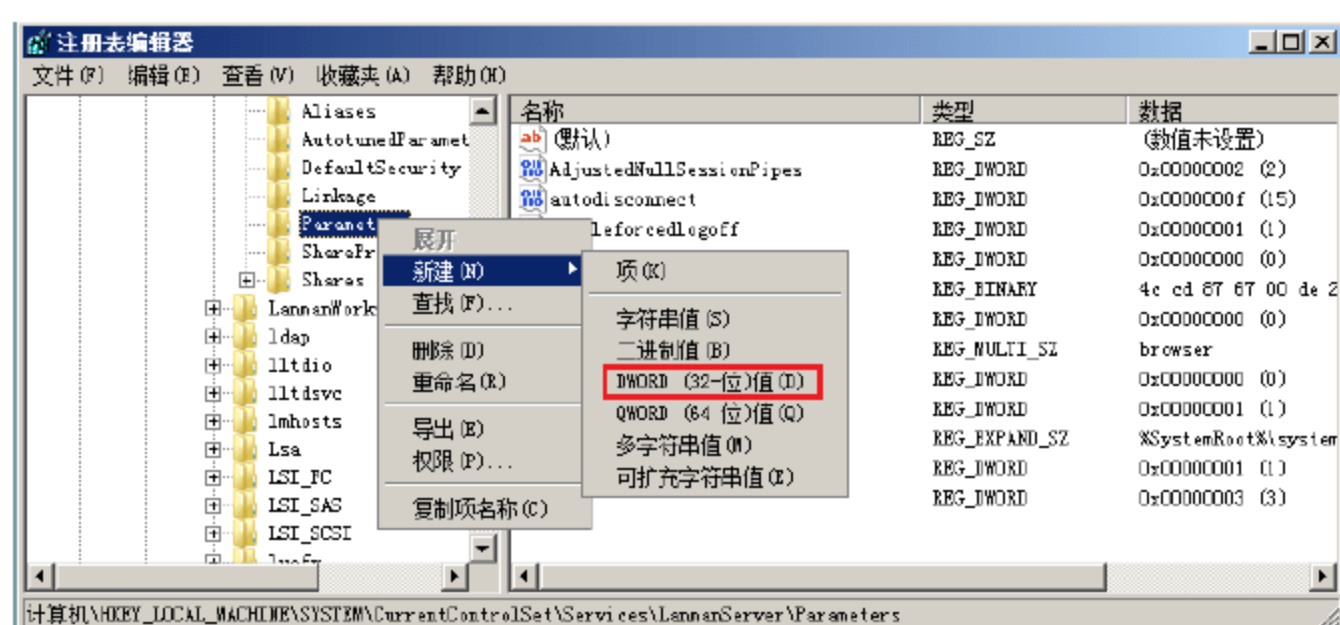 注册表编辑器
文件(F) 编辑(E) 查看(V) 收藏夹(A) 帮助(H)
Aliases
AutotunedParamet
DefaultSecurity
Linkage
Paramet
SharePr
Shares
LanmanWork
ldap
lltdio
lltdsvc
lmhosts
Lsa
LSI_FC
LSI_SAS
LSI_SCSI
展开
新建(N)
查找(F)...
删除(D)
重命名(R)
导出(E)
权限(P)...
复制项名称(C)
项(K)
字符串值(S)
二进制值(B)
DWORD (32-位)值(D)
QWORD (64 位)值(Q)
多字符串值(M)
可扩充字符串值(E)
名称 类型 数据
(默认) REG_SZ (数值未设置)
AdjustedNullSessionPipes REG_DWORD 0x00000002 (2)
autodisconnect REG_DWORD 0x0000000f (15)
leforcedlogoff REG_DWORD 0x00000001 (1)
REG_DWORD 0x00000000 (0)
REG_BINARY 4c cd 87 67 00 de 2
REG_DWORD 0x00000000 (0)
REG_MULTI_SZ browser
REG_DWORD 0x00000000 (0)
REG_DWORD 0x00000001 (1)
REG_EXPAND_SZ %SystemRoot%\system
REG_DWORD 0x00000001 (1)
REG_DWORD 0x00000003 (3)
计算机\HKEY_LOCAL_MACHINE\SYSTEM\CurrentControlSet\Services\LanmanServer\Parameters